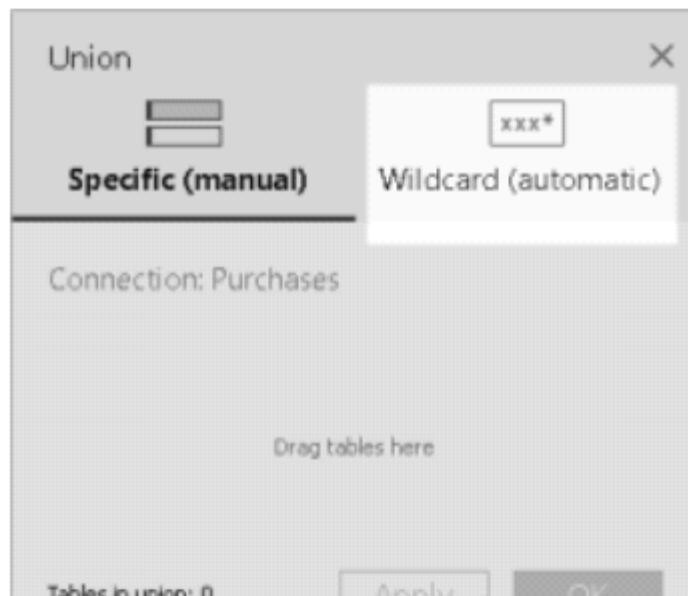 Union
xxx*
Specific (manual)
Wildcard (automatic)
Connection: Purchases
Drag tables here
Tables in union: 0
Apply
OK